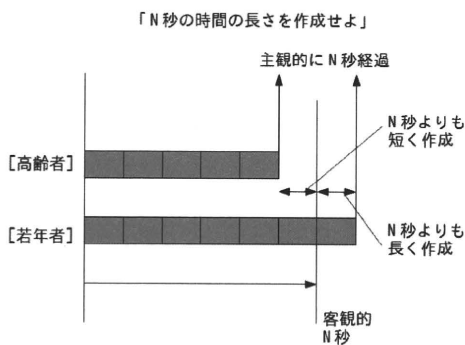 「N秒の時間の長さを作成せよ」
主観的にN秒経過
N秒よりも
短く作成
[高齢者]
[若年者]
N秒よりも
長く作成
客観的
N秒